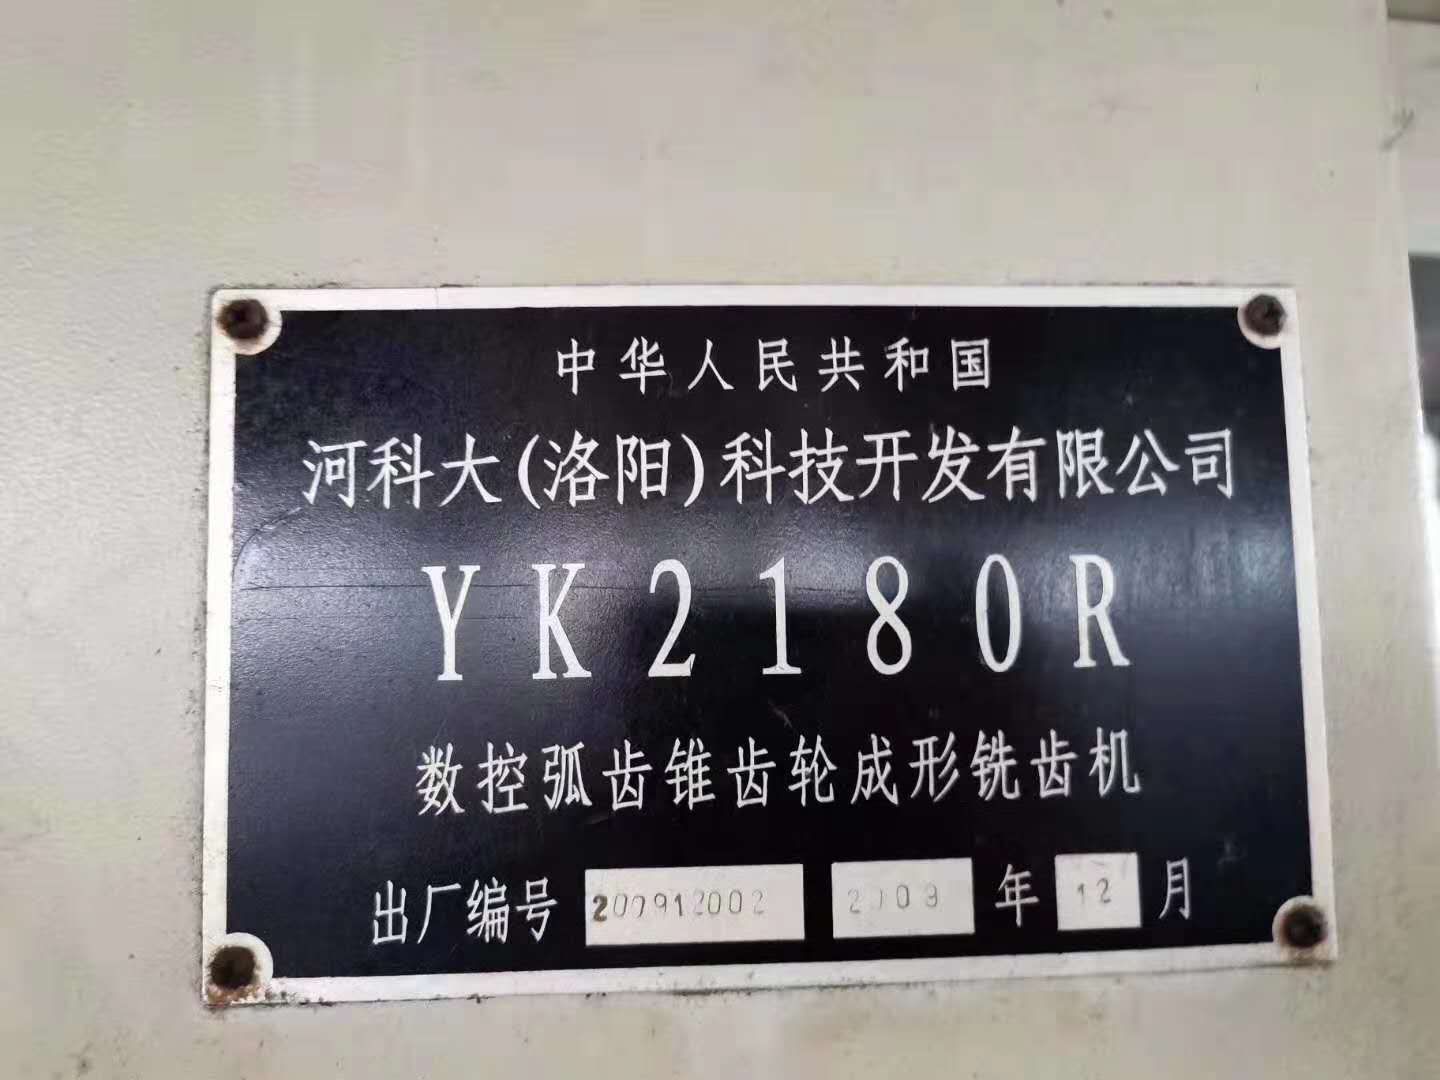 中华人民共和国
河科大(洛阳)科技开发有限公司
YK2180R
数控弧齿锥齿轮成形铣齿机
出厂编号 200912002 2009 年 12 月